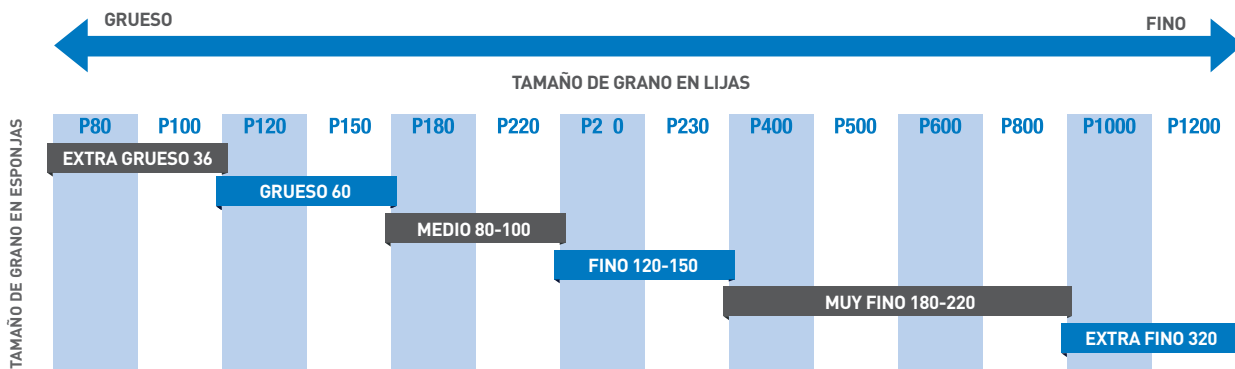 GRUESO
FINO
TAMAÑO DE GRANO EN LIJAS
TAMAÑO DE GRANO EN ESPONJAS
P80 P100 P120 P150 P180 P220 P2 0 P230 P400 P500 P600 P800 P1000 P1200
EXTRA GRUESO 36
GRUESO 60
MEDIO 80-100
FINO 120-150
MUY FINO 180-220
EXTRA FINO 320